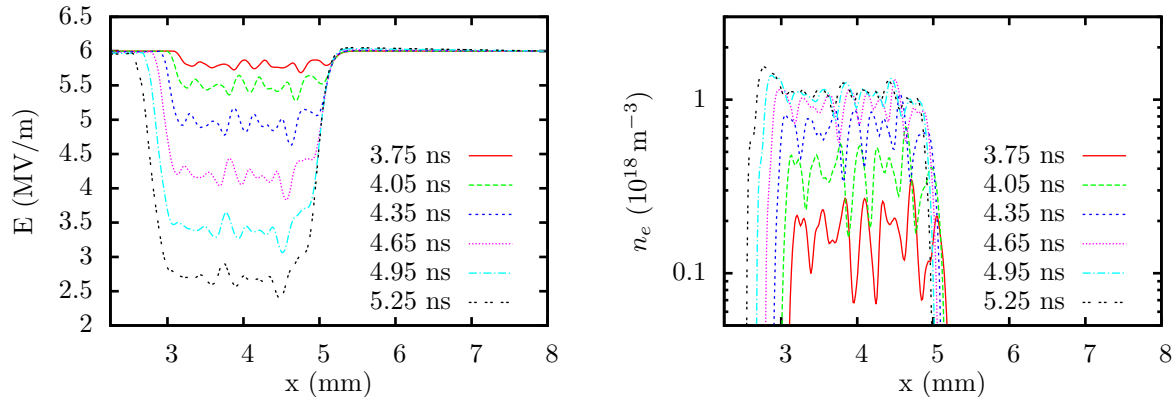 E (MV/m)
6.5
6
5.5
5
4.5
4
3.5
3
2.5
2
3.75 ns
4.05 ns
4.35 ns
4.65 ns
4.95 ns
5.25 ns
3 4 5 6 7 8
x (mm)
n_e (10^18 m^−3)
1
0.1
3.75 ns
4.05 ns
4.35 ns
4.65 ns
4.95 ns
5.25 ns
3 4 5 6 7 8
x (mm)